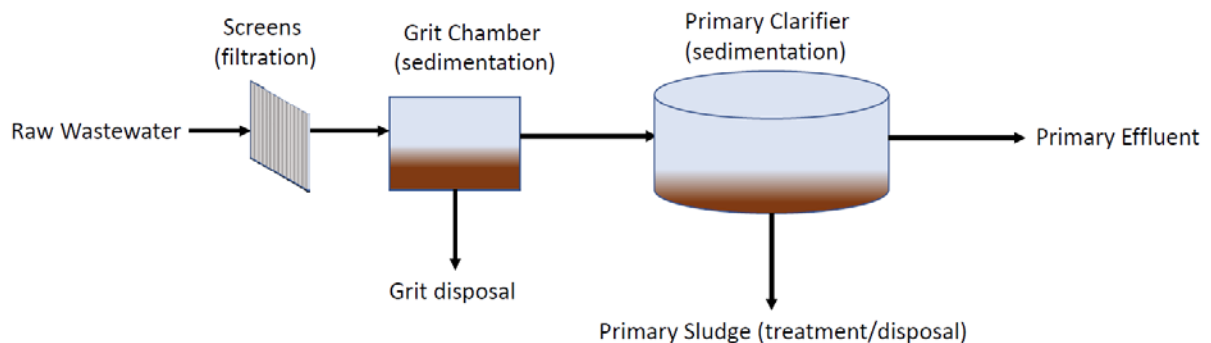 Screens
(filtration)
Grit Chamber
(sedimentation)
Primary Clarifier
(sedimentation)
Raw Wastewater
Primary Effluent
Grit disposal
Primary Sludge (treatment/disposal)